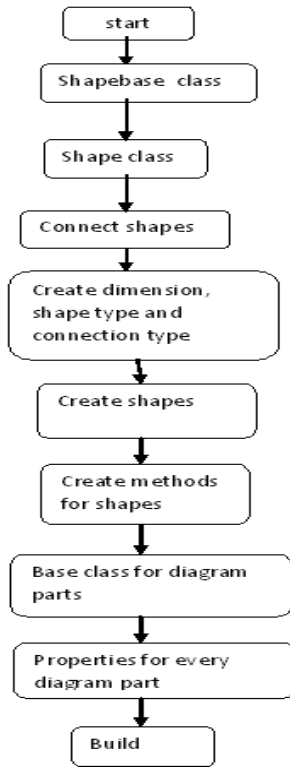 start
Shapebase class
Shape class
Connect shapes
Create dimension,
shape type and
connection type
Create shapes
Create methods
for shapes
Base class for diagram
parts
Properties for every
diagram part
Build